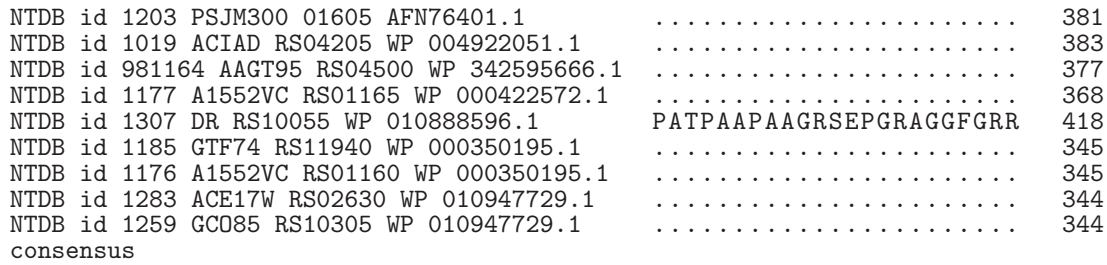 NTDB id 1203 PSJM300 01605 AFN76401.1 ....................... 381
NTDB id 1019 ACIAD RS04205 WP 004922051.1 ....................... 383
NTDB id 981164 AAGT95 RS04500 WP 342595666.1 ....................... 377
NTDB id 1177 A1552VC RS01165 WP 000422572.1 ....................... 368
NTDB id 1307 DR RS10055 WP 010888596.1 PATPAAPAAGRSEPGRAGGFGRR 418
NTDB id 1185 GTF74 RS11940 WP 000350195.1 ....................... 345
NTDB id 1176 A1552VC RS01160 WP 000350195.1 ....................... 345
NTDB id 1283 ACE17W RS02630 WP 010947729.1 ....................... 344
NTDB id 1259 GCO85 RS10305 WP 010947729.1 ....................... 344
consensus